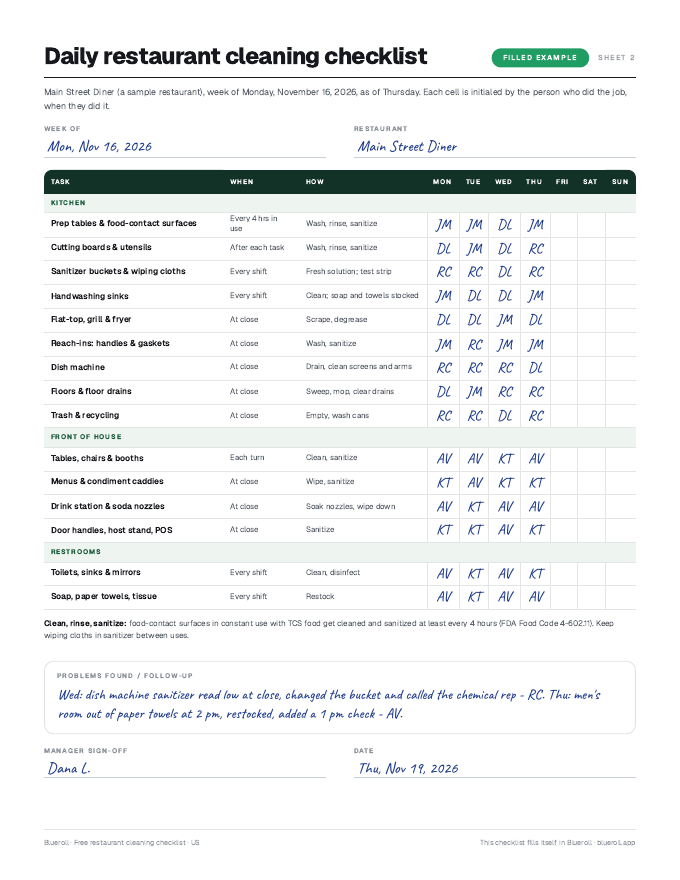 Daily restaurant cleaning checklist
FILLED EXAMPLE SHEET 2
Main Street Diner (a sample restaurant), week of Monday, November 16, 2026, as of Thursday. Each cell is initialed by the person who did the job,
when they did it.
WEEK OF RESTAURANT
Mon, Nov 16, 2026 Main Street Diner
TASK WHEN HOW MON TUE WED THU FRI SAT SUN
KITCHEN
Prep tables & food-contact surfaces Every 4 hrs in use Wash, rinse, sanitize JM JM DL JM
Cutting boards & utensils After each task Wash, rinse, sanitize DL JM DL RC
Sanitizer buckets & wiping cloths Every shift Fresh solution; test strip RC RC DL RC
Handwashing sinks Every shift Clean; soap and towels stocked JM DL DL JM
Flat-top, grill & fryer At close Scrape, degrease DL DL JM DL
Reach-ins: handles & gaskets At close Wash, sanitize JM RC JM JM
Dish machine At close Drain, clean screens and arms RC RC RC DL
Floors & floor drains At close Sweep, mop, clear drains DL JM RC RC
Trash & recycling At close Empty, wash cans RC RC DL RC
FRONT OF HOUSE
Tables, chairs & booths Each turn Clean, sanitize AV AV KT AV
Menus & condiment caddies At close Wipe, sanitize KT AV KT KT
Drink station & soda nozzles At close Soak nozzles, wipe down AV KT AV AV
Door handles, host stand, POS At close Sanitize KT KT AV KT
RESTROOMS
Toilets, sinks & mirrors Every shift Clean, disinfect AV KT AV KT
Soap, paper towels, tissue Every shift Restock AV KT AV AV
Clean, rinse, sanitize: food-contact surfaces in constant use with TCS food get cleaned and sanitized at least every 4 hours (FDA Food Code 4-602.11). Keep
wiping cloths in sanitizer between uses.
PROBLEMS FOUND / FOLLOW-UP
Wed: dish machine sanitizer read low at close, changed the bucket and called the chemical rep - RC. Thu: men's
room out of paper towels at 2 pm, restocked, added a 1 pm check - AV.
MANAGER SIGN-OFF DATE
Dana L. Thu, Nov 19, 2026
Blueroll · Free restaurant cleaning checklist · US This checklist fills itself in Blueroll · blueroll.app